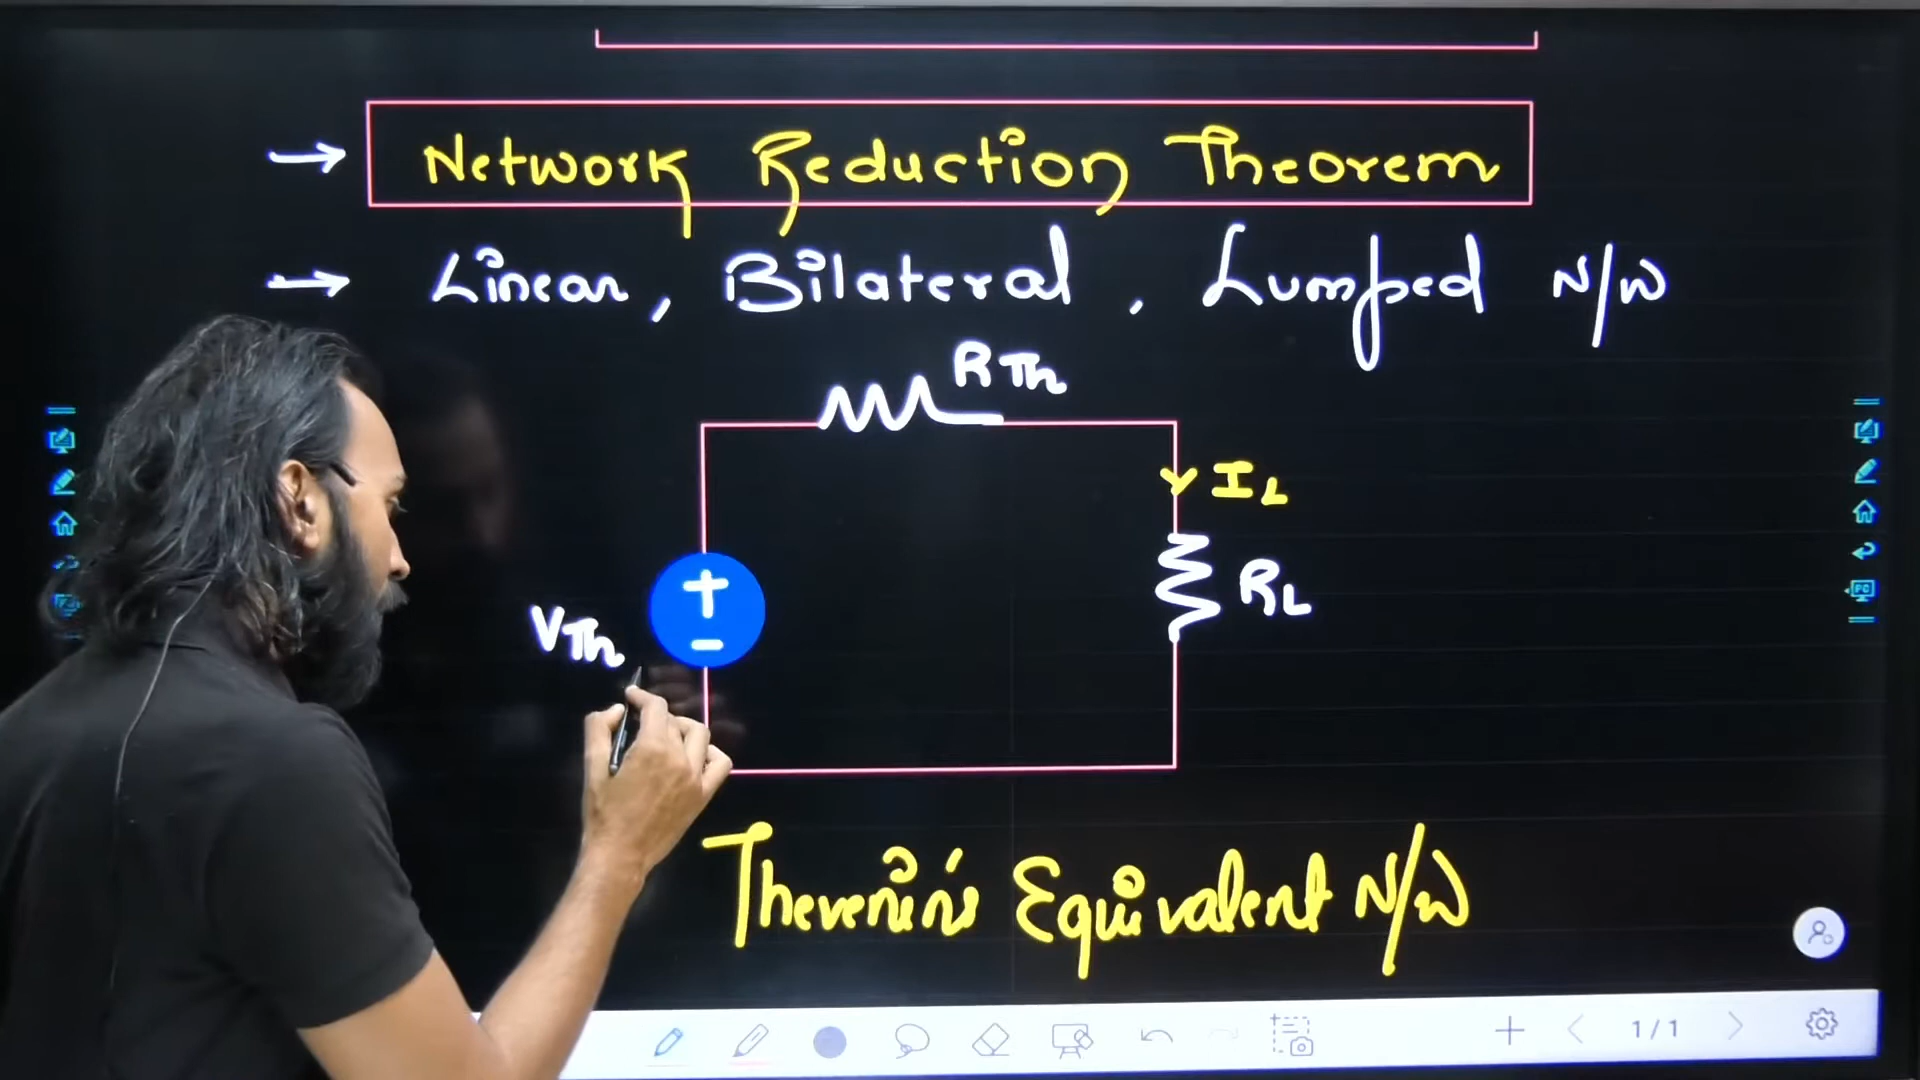 → Network Reduction Theorem
→ Linear, Bilateral, Lumped N/W
RTh
IL
RL
+
VTh
-
Thevenin's Equivalent N/W
1/1